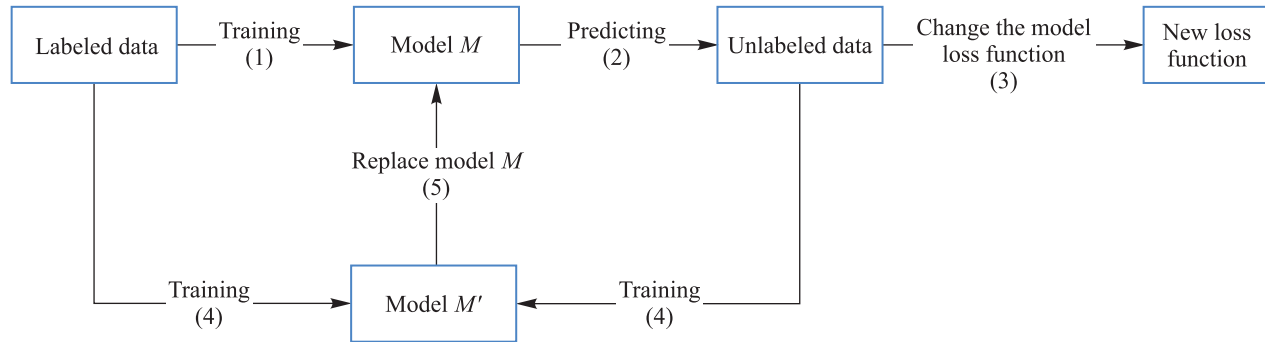 Labeled data
Training
(1)
Model M
Predicting
(2)
Unlabeled data
Change the model
loss function
(3)
New loss
function
Replace model M
(5)
Training
(4)
Model M′
Training
(4)